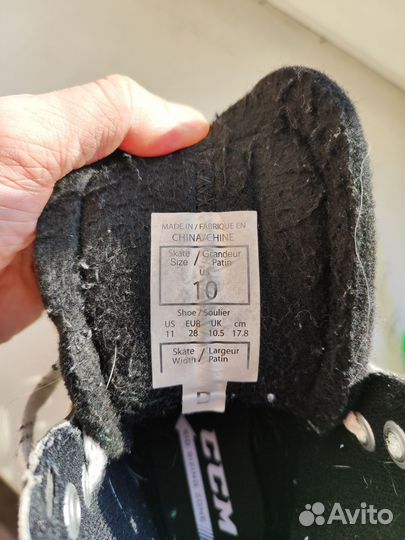 MADE IN / FABRIQUE EN
CHINA/CHINE
Skate Size / Grandeur Patin
US
10
Shoe / Soulier
US EUR UK cm
11 28 10.5 17.8
Skate Width / Largeur Patin
D
CCM
Avito